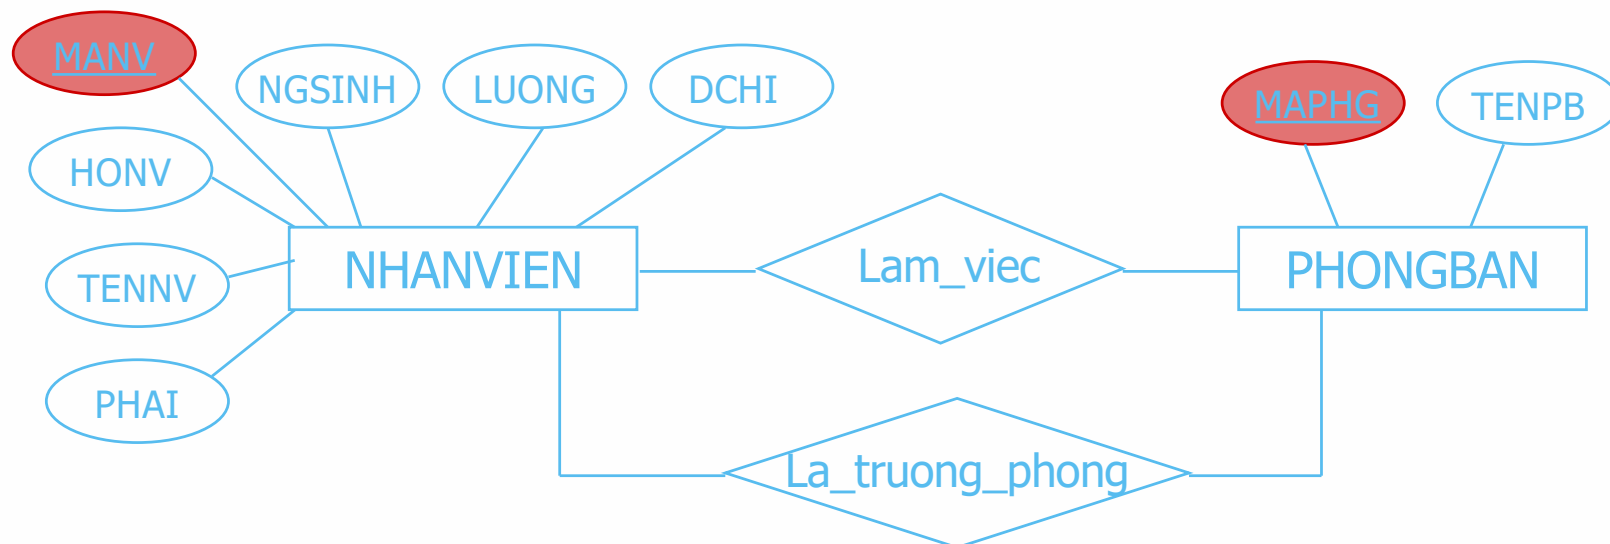 MANV
NGSINH
LUONG
DCHI
MAPHG
TENPB
HONV
TENNV
PHAI
NHANVIEN
Lam_viec
PHONGBAN
La_truong_phong